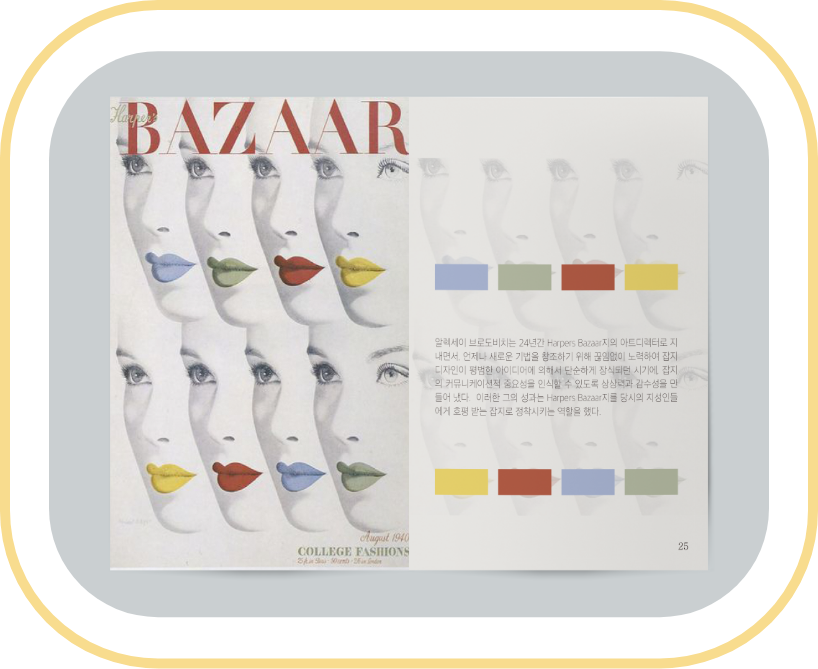 Harper's
BAZAAR
August 1940
COLLEGE FASHIONS
알렉세이 브로도비치는 24년간 Harpers Bazaar지의 아트디렉터로 지
내면서, 언제나 새로운 기법을 창조하기 위해 끊임없이 노력하여 잡지
디자인이 평범한 아이디어에 의해서 단순하게 장식되던 시기에, 잡지
의 커뮤니케이션적 중요성을 인식할 수 있도록 상상력과 감수성을 만
들어 냈다. 이러한 그의 성과는 Harpers Bazaar지를 당시의 지성인들
에게 호평 받는 잡지로 정착시키는 역할을 했다.
25